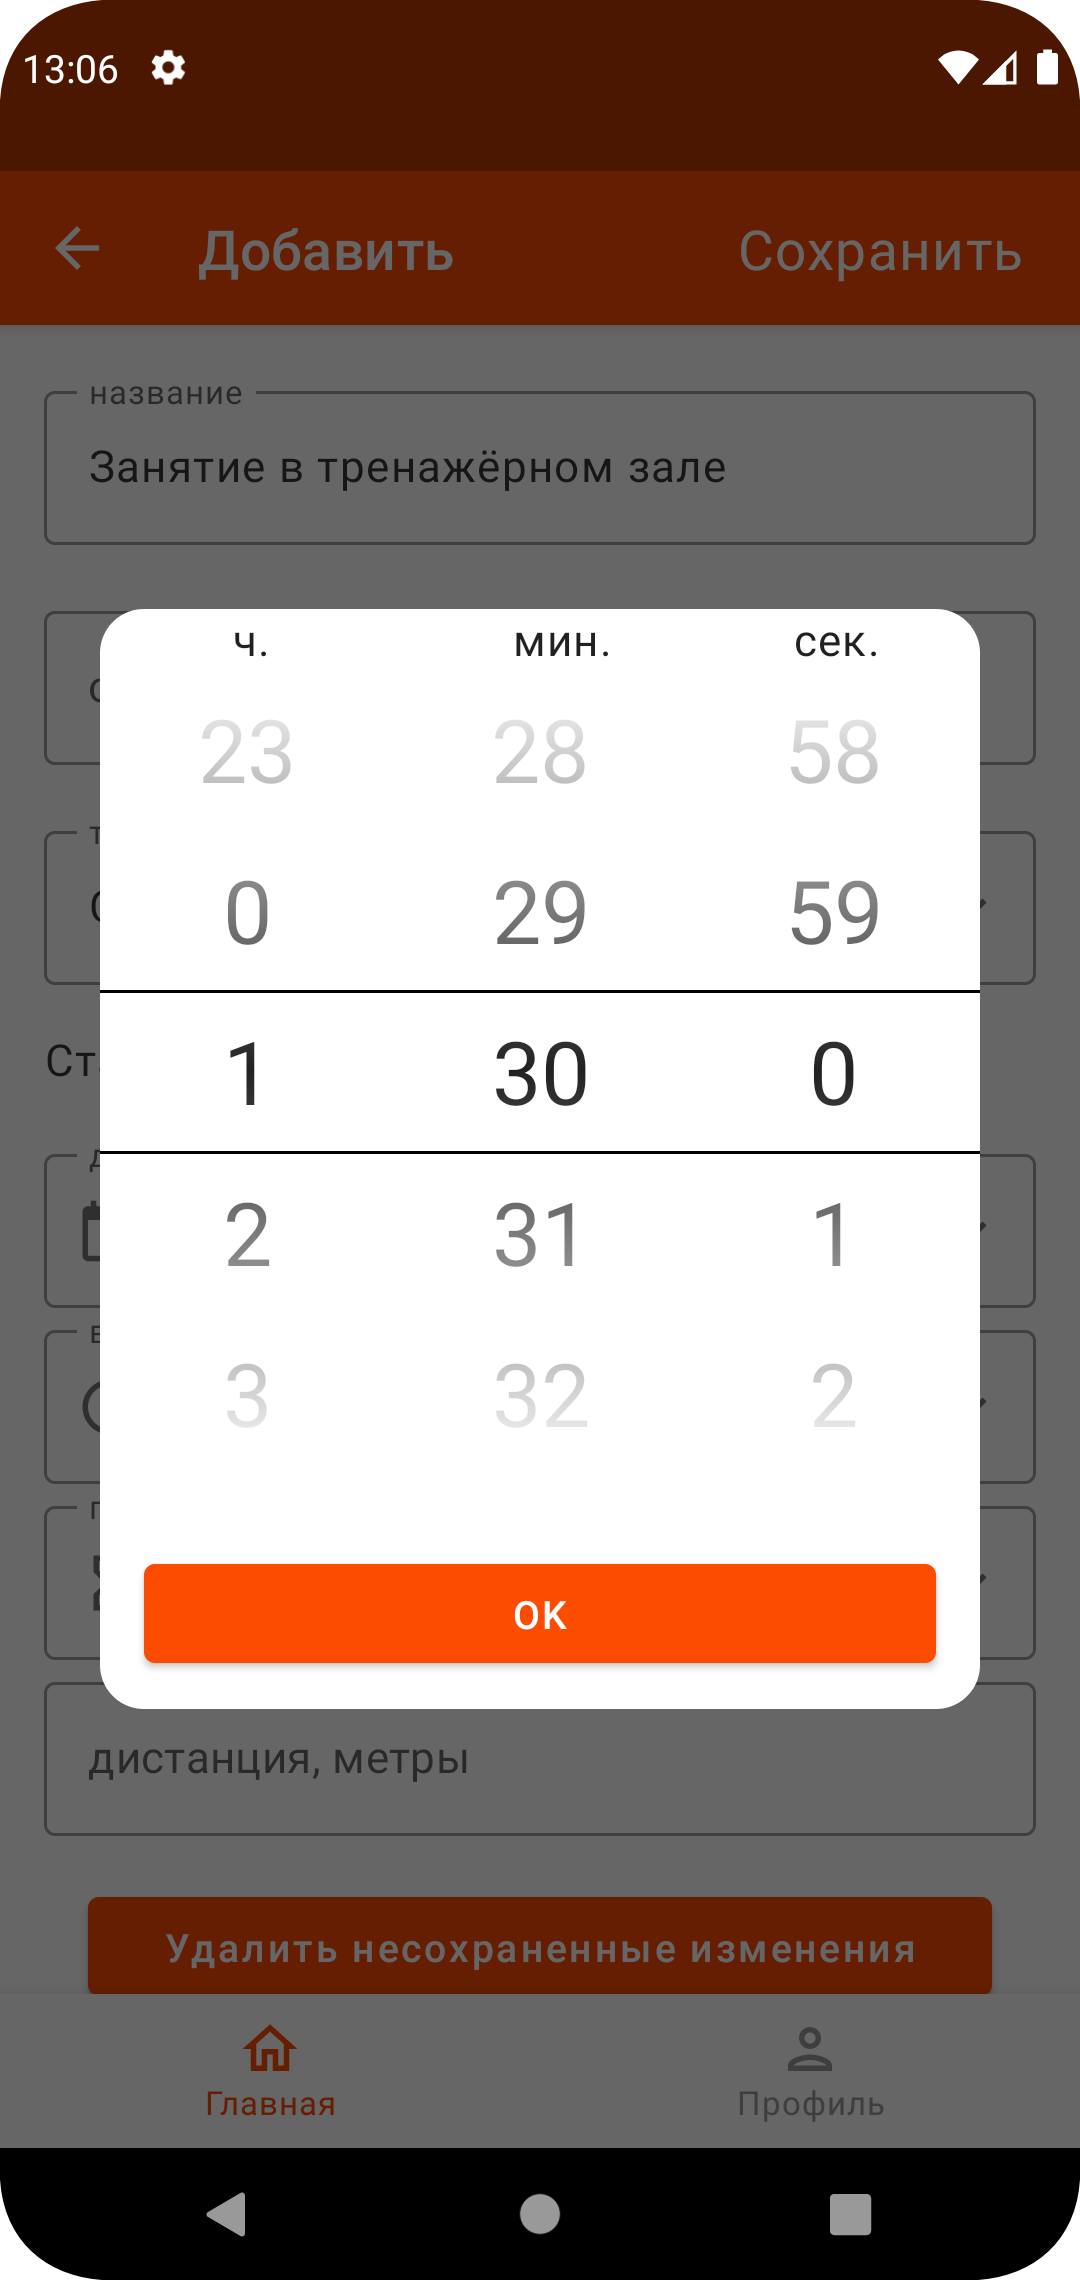 13:06
Добавить Сохранить
название
Занятие в тренажёрном зале
ч. мин. сек.
23 28 58
0 29 59
1 30 0
2 31 1
3 32 2
OK
дистанция, метры
Удалить несохраненные изменения
Главная Профиль